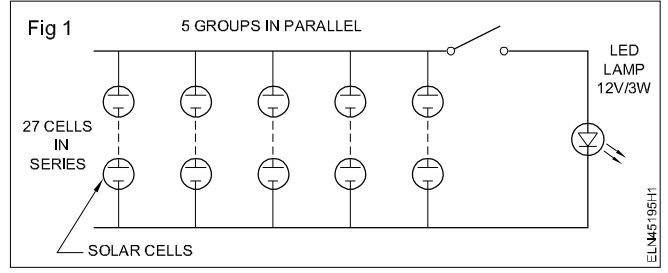 Fig 1
5 GROUPS IN PARALLEL
LED
LAMP
12V/3W
27 CELLS
IN
SERIES
SOLAR CELLS
ELN45195H1